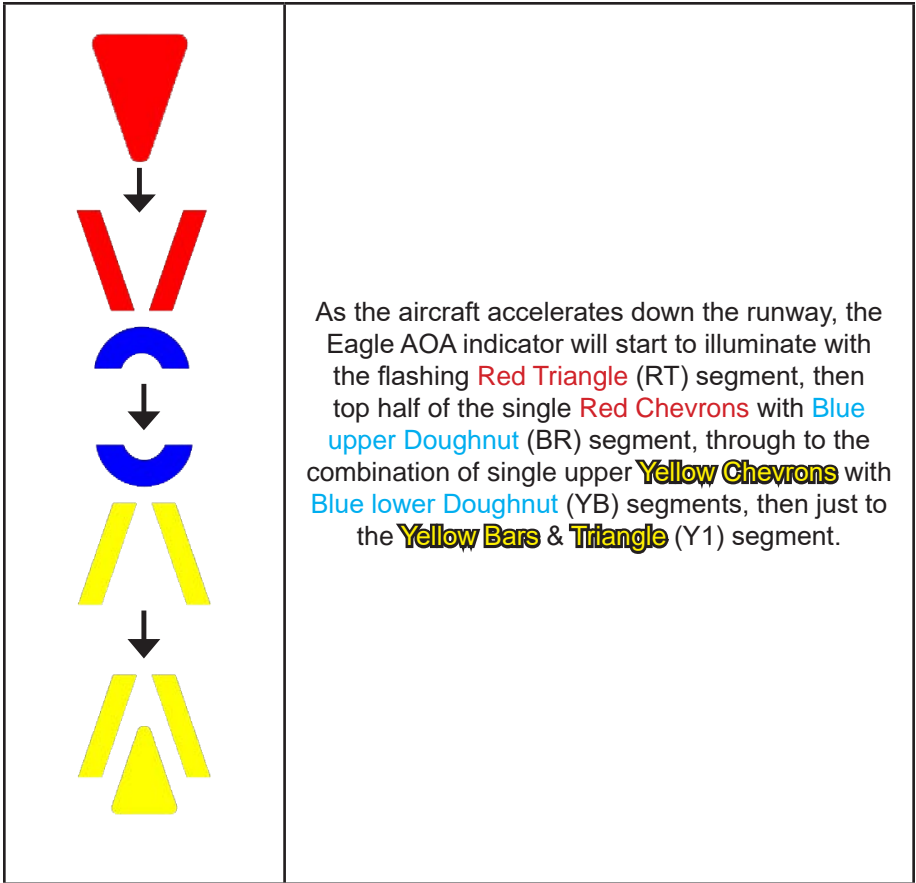 As the aircraft accelerates down the runway, the
Eagle AOA indicator will start to illuminate with
the flashing Red Triangle (RT) segment, then
top half of the single Red Chevrons with Blue
upper Doughnut (BR) segment, through to the
combination of single upper Yellow Chevrons with
Blue lower Doughnut (YB) segments, then just to
the Yellow Bars & Triangle (Y1) segment.